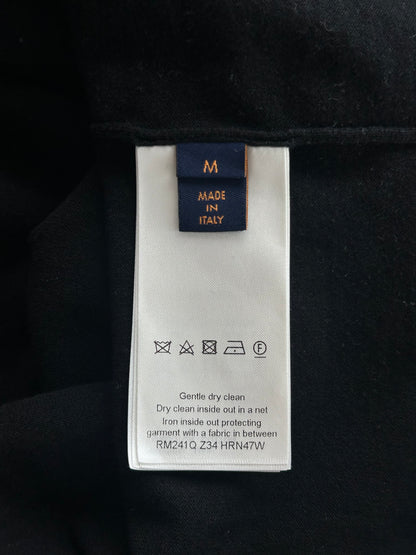 M
MADE
IN
ITALY
F
Gentle dry clean
Dry clean inside out in a net
Iron inside out protecting
garment with a fabric in between
RM241Q Z34 HRN47W